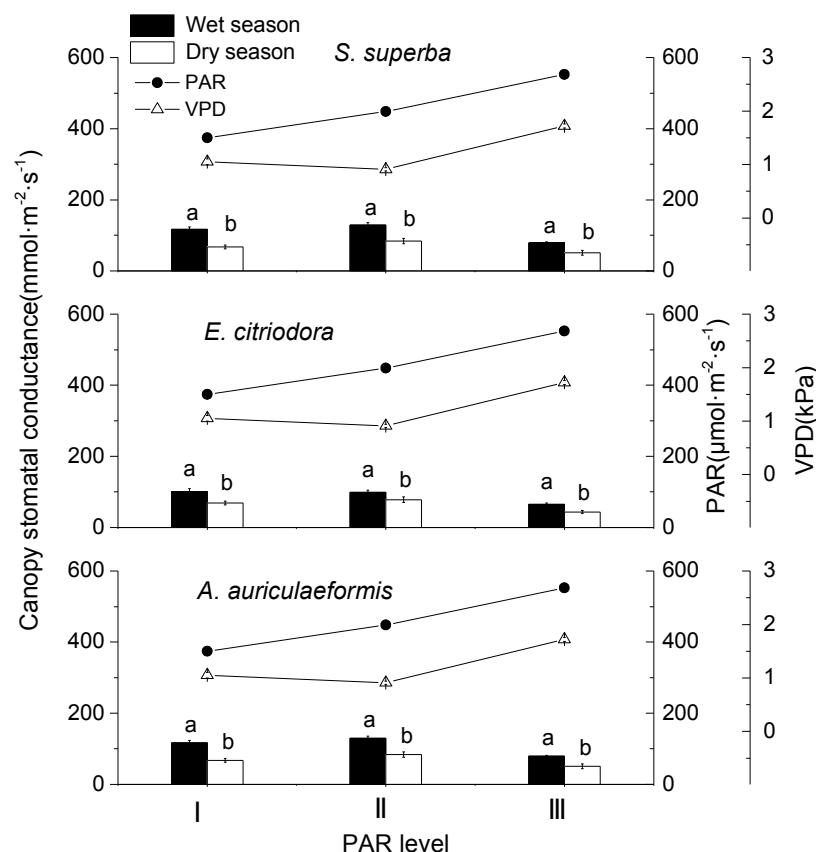 Wet season
Dry season
PAR
VPD
S. superba
600
400
200
0
a
b
a
b
a
b
600
400
200
0
3
2
1
0
E. citriodora
600
400
200
0
a
b
a
b
a
b
600
400
200
0
3
2
1
0
A. auriculaeformis
600
400
200
0
a
b
a
b
a
b
600
400
200
0
3
2
1
0
Canopy stomatal conductance(mmol·m⁻²·s⁻¹)
PAR(μmol·m⁻²·s⁻¹)
VPD(kPa)
Ⅰ
Ⅱ
Ⅲ
PAR level